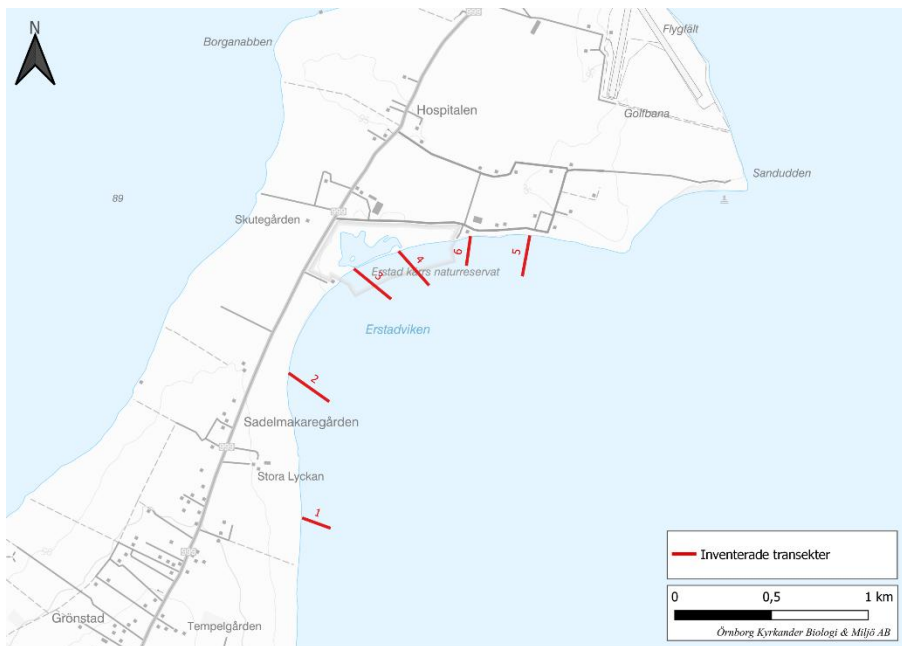 N
Borganabben
Flygfält
Hospitalen
Golfbana
Sandudden
89
Skutegården
6
5
4
3
Erstad kärrs naturreservat
Erstadviken
2
Sadelmakaregården
Stora Lyckan
1
Inventerade transekter
0 0,5 1 km
Grönstad
Tempelgården
Örnborg Kyrkander Biologi & Miljö AB